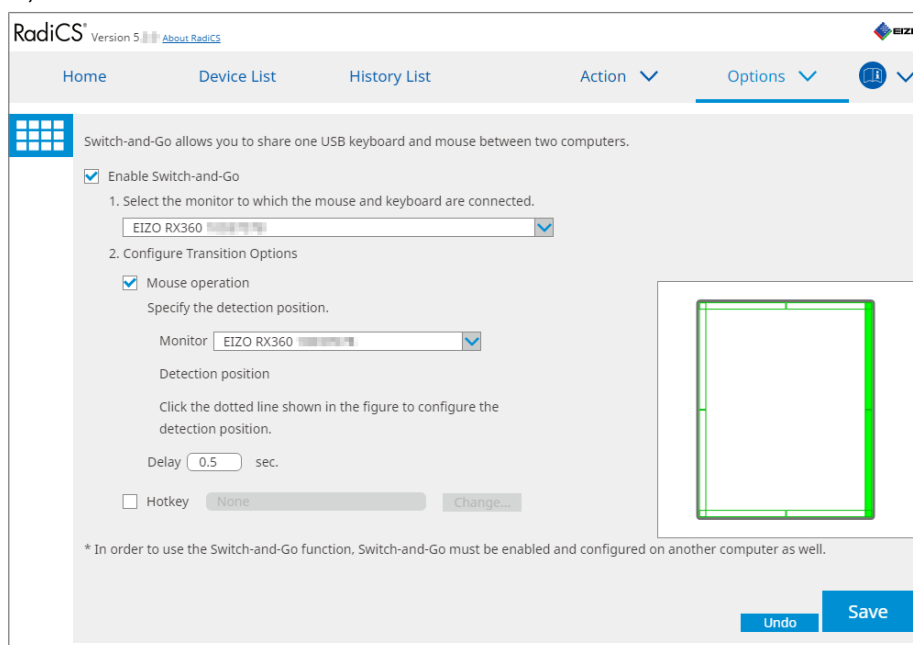 RadiCS® Version 5. About RadiCS
EIZO
Home Device List History List Action Options
Switch-and-Go allows you to share one USB keyboard and mouse between two computers.
Enable Switch-and-Go
1. Select the monitor to which the mouse and keyboard are connected.
EIZO RX360
2. Configure Transition Options
Mouse operation
Specify the detection position.
Monitor EIZO RX360
Detection position
Click the dotted line shown in the figure to configure the
detection position.
Delay 0.5 sec.
Hotkey None Change...
* In order to use the Switch-and-Go function, Switch-and-Go must be enabled and configured on another computer as well.
Undo Save